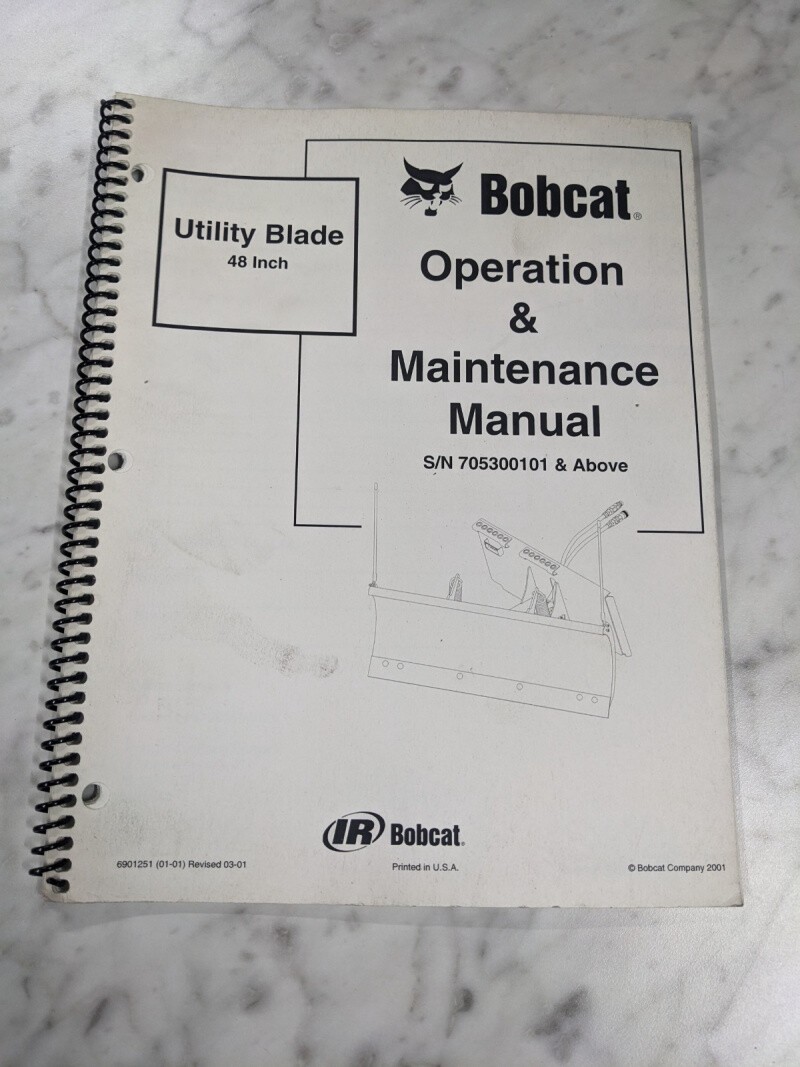 Utility Blade
48 Inch
Bobcat®
Operation
&
Maintenance
Manual
S/N 705300101 & Above
IR Bobcat®
6901251 (01-01) Revised 03-01
Printed in U.S.A.
© Bobcat Company 2001